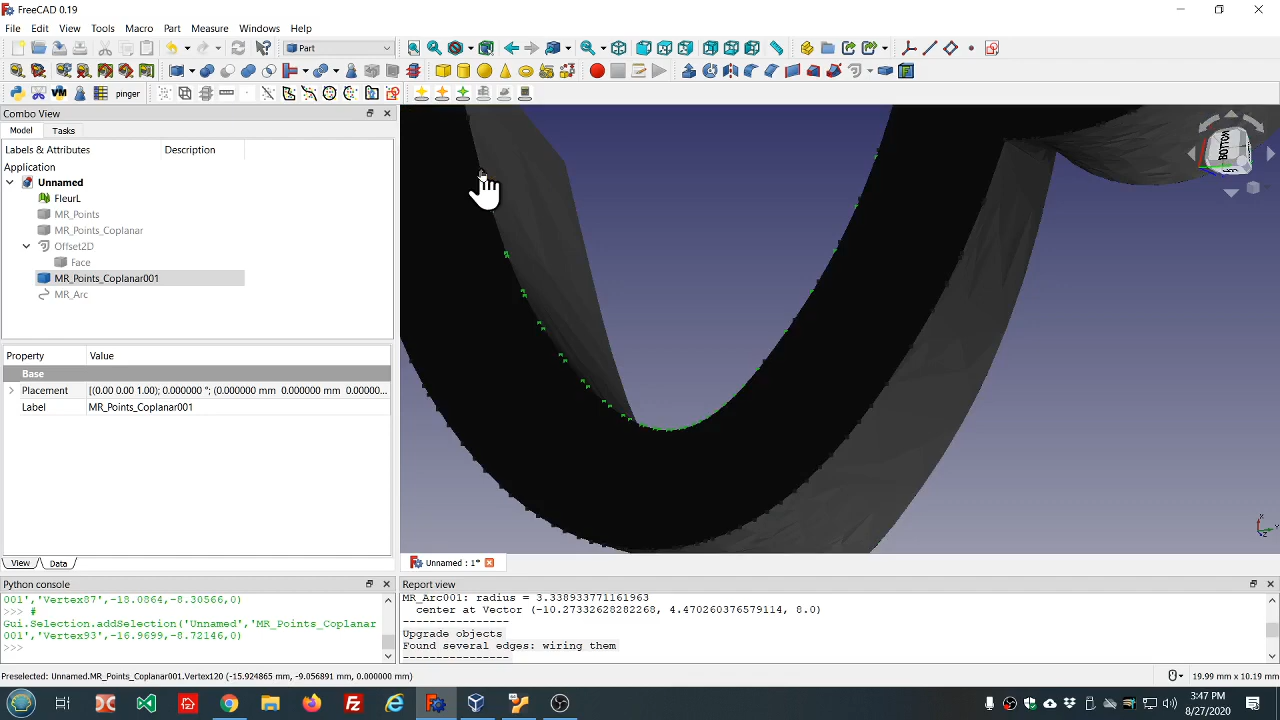 FreeCAD 0.19
File Edit View Tools Macro Part Measure Windows Help
Part
pinger
Combo View
Model Tasks
Labels & Attributes Description
Application
Unnamed
FleurL
MR_Points
MR_Points_Coplanar
Offset2D
Face
MR_Points_Coplanar001
MR_Arc
Property Value
Base
Placement [(0.00 0.00 1.00); 0.000000 °; (0.000000 mm 0.000000 mm 0.00000...
Label MR_Points_Coplanar001
View Data
BOTTOM
Unnamed : 1*
Python console
001','Vertex87',-18.0864,-8.30566,0)
>>> #
Gui.Selection.addSelection('Unnamed','MR_Points_Coplanar
001','Vertex93',-16.9699,-8.72146,0)
>>>
Report view
MR_Arc001: radius = 3.338933771161963
center at Vector (-10.27332628282268, 4.470260376579114, 8.0)
----------------
Upgrade objects
Found several edges: wiring them
----------------
Preselected: Unnamed.MR_Points_Coplanar001.Vertex120 (-15.924865 mm, -9.056891 mm, 0.000000 mm)
19.99 mm x 10.19 mm
3:47 PM
8/27/2020